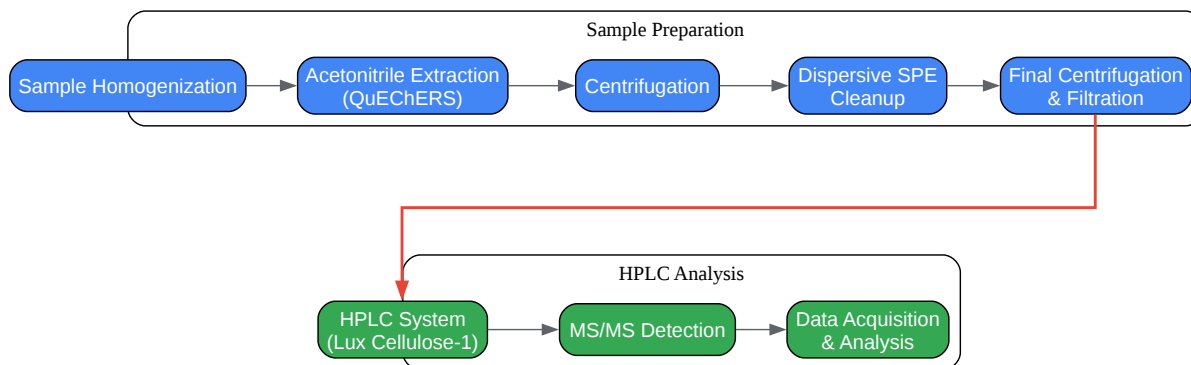 Sample Preparation
Sample Homogenization
Acetonitrile Extraction
(QuEChERS)
Centrifugation
Dispersive SPE
Cleanup
Final Centrifugation
& Filtration
HPLC Analysis
HPLC System
(Lux Cellulose-1)
MS/MS Detection
Data Acquisition
& Analysis